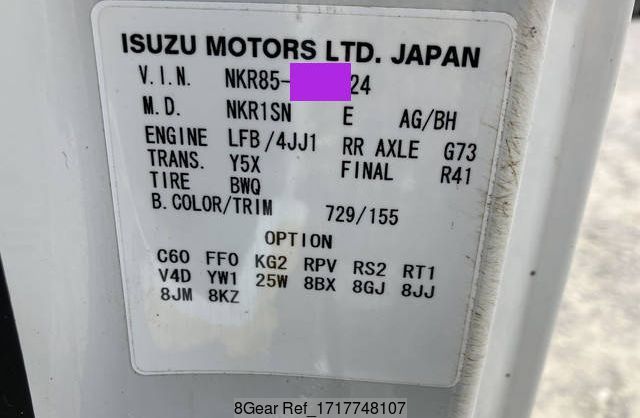 ISUZU MOTORS LTD. JAPAN
V.I.N. NKR85- 24
M.D. NKR1SN E AG/BH
ENGINE LFB/4JJ1 RR AXLE G73
TRANS. Y5X FINAL R41
TIRE BWQ
B.COLOR/TRIM 729/155
OPTION
C60 FF0 KG2 RPV RS2 RT1
V4D YW1 25W 8BX 8GJ 8JJ
8JM 8KZ
8Gear Ref_1717748107